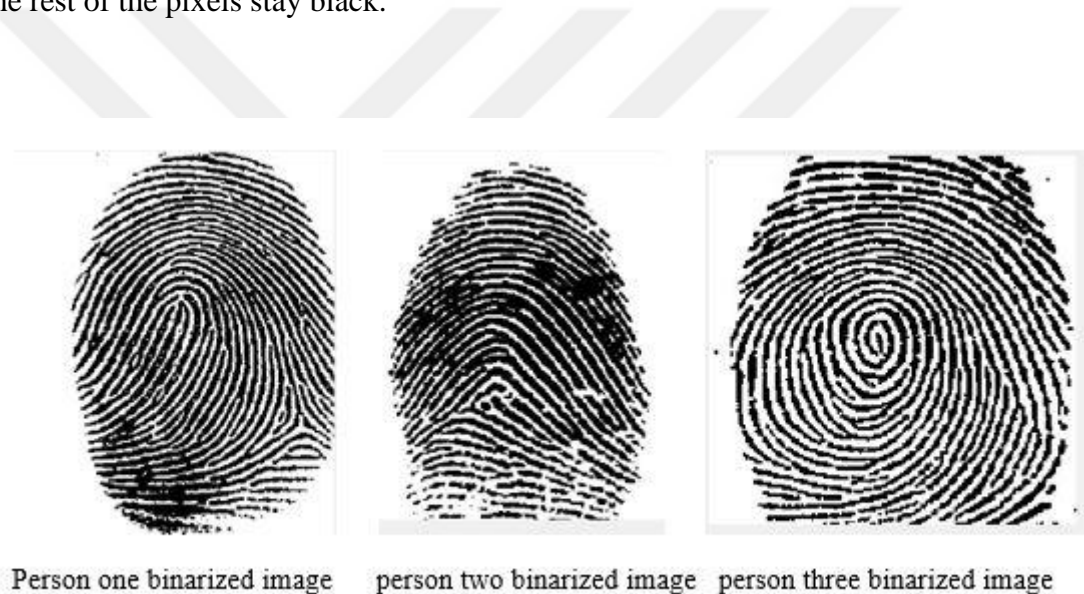 he rest of the pixels stay black.
Person one binarized image
person two binarized image
person three binarized image